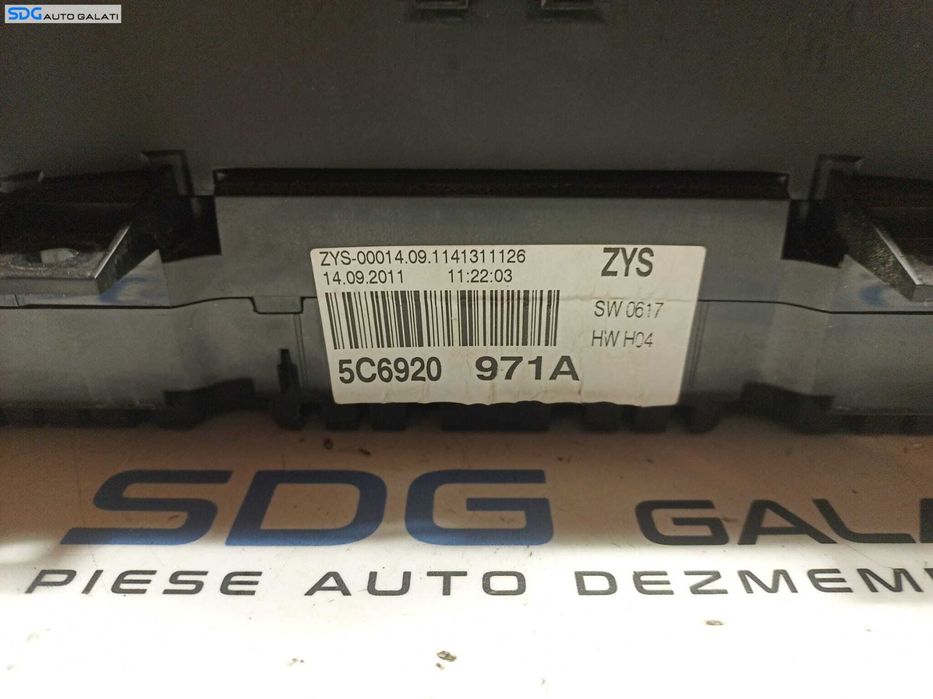 SDG AUTO GALATI
ZYS-00014.09.1141311126
14.09.2011 11:22:03
ZYS
SW 0617
HW H04
5C6920 971A
SDG GALA
PIESE AUTO DEZMEM